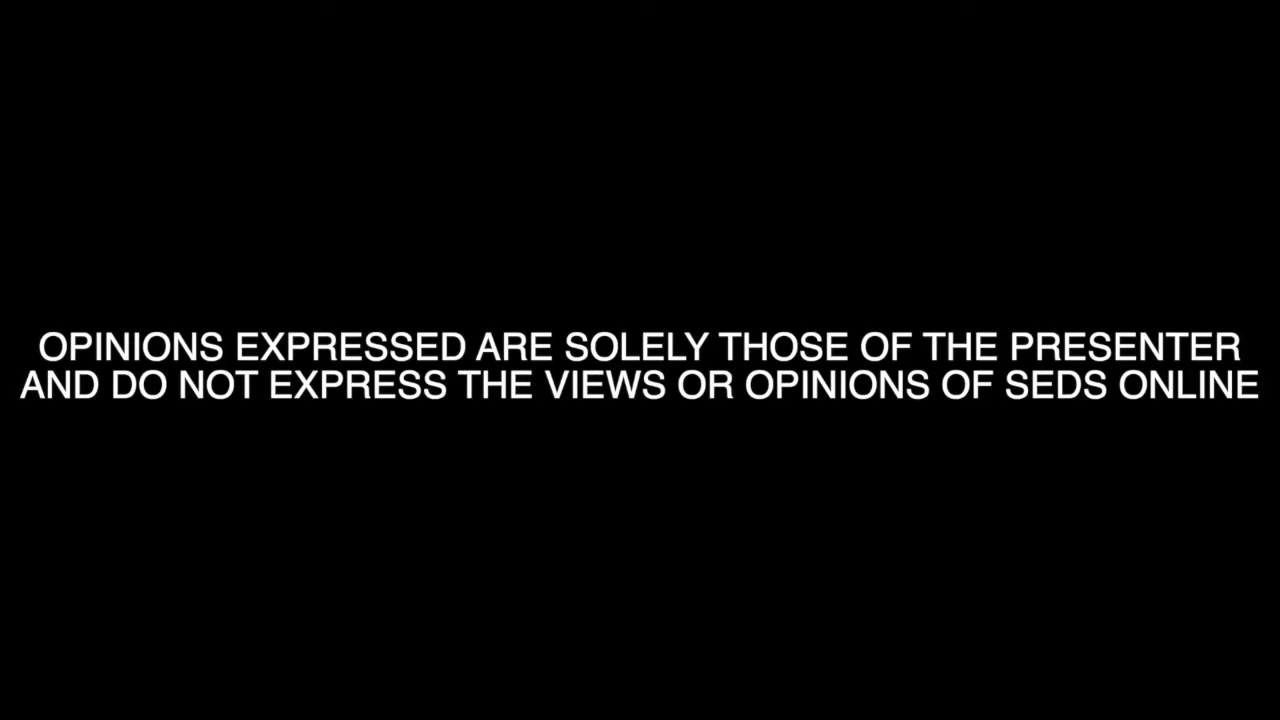 OPINIONS EXPRESSED ARE SOLELY THOSE OF THE PRESENTER
AND DO NOT EXPRESS THE VIEWS OR OPINIONS OF SEDS ONLINE